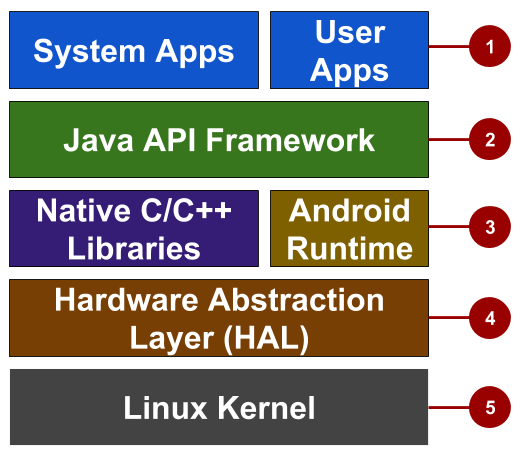 System Apps
User
Apps
1
Java API Framework
2
Native C/C++
Libraries
Android
Runtime
3
Hardware Abstraction
Layer (HAL)
4
Linux Kernel
5